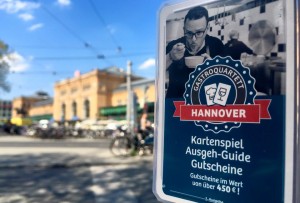 GASTROQUARTETT
HANNOVER
Kartenspiel
Ausgeh-Guide
Gutscheine
Gutscheine im Wert
von über 450 € !